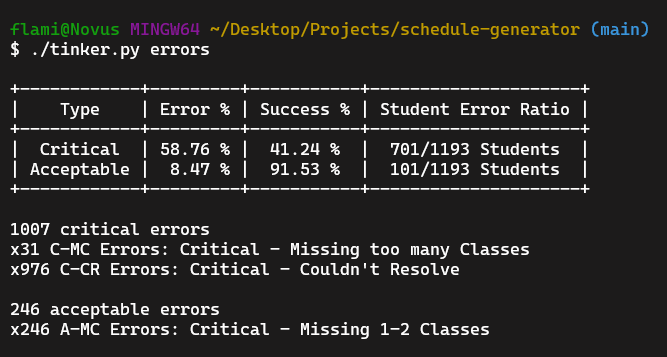 flami@Novus MINGW64 ~/Desktop/Projects/schedule-generator (main)
$ ./tinker.py errors
+------------+---------+-----------+---------------------+
|    Type    | Error % | Success % | Student Error Ratio |
+------------+---------+-----------+---------------------+
|  Critical  | 58.76 % |  41.24 %  |  701/1193 Students  |
| Acceptable |  8.47 % |  91.53 %  |  101/1193 Students  |
+------------+---------+-----------+---------------------+
1007 critical errors
x31 C-MC Errors: Critical - Missing too many Classes
x976 C-CR Errors: Critical - Couldn't Resolve
246 acceptable errors
x246 A-MC Errors: Critical - Missing 1-2 Classes